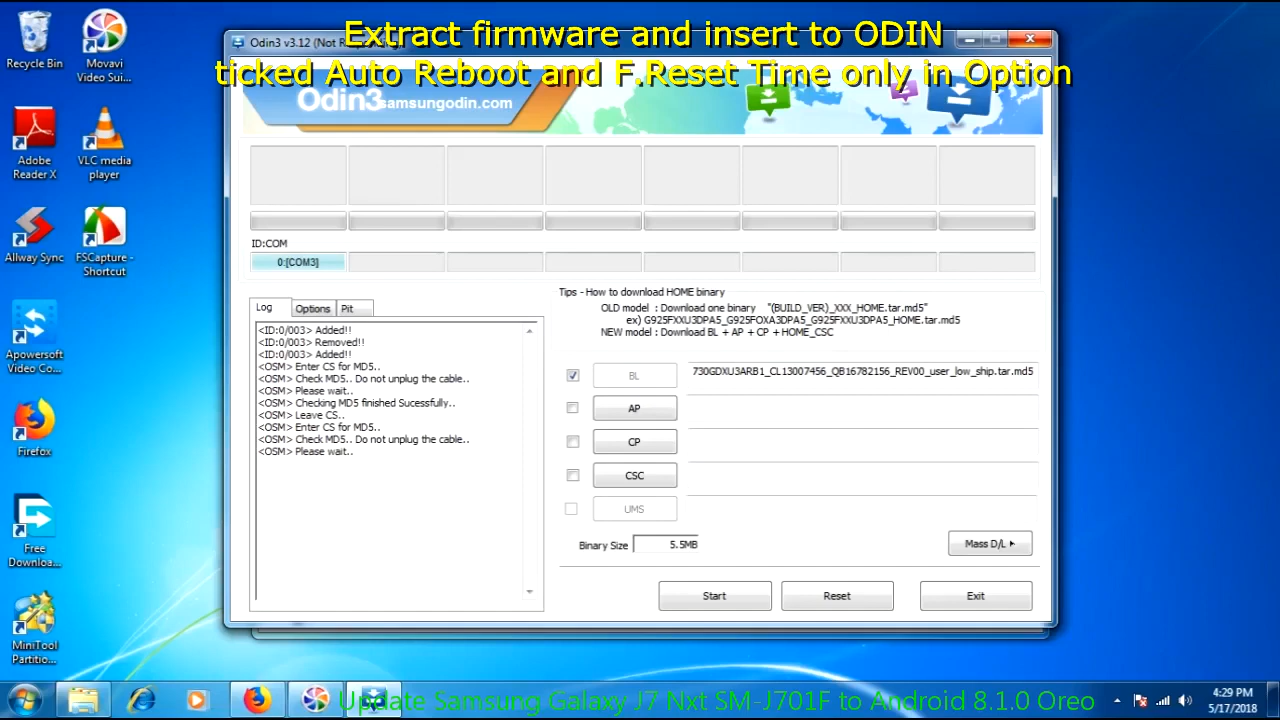 Extract firmware and insert to ODIN
ticked Auto Reboot and F.Reset Time only in Option
Odin3 v3.12 (Not
Odin3
samsungodin.com
Recycle Bin
Movavi
Video Sui...
Adobe
Reader X
VLC media
player
Allway Sync
FSCapture -
Shortcut
Apowersoft
Video Co...
Firefox
Free
Downloa...
MiniTool
Partitio...
ID:COM
0:[COM3]
Log
Options
Pit
<ID:0/003> Added!!
<ID:0/003> Removed!!
<ID:0/003> Added!!
<OSM> Enter CS for MD5..
<OSM> Check MD5.. Do not unplug the cable..
<OSM> Please wait..
<OSM> Checking MD5 finished Sucessfully..
<OSM> Leave CS..
<OSM> Enter CS for MD5..
<OSM> Check MD5.. Do not unplug the cable..
<OSM> Please wait..
Tips - How to download HOME binary
OLD model : Download one binary "(BUILD_VER)_XXX_HOME.tar.md5"
ex) G925FXXU3DPA5_G925FOXA3DPA5_G925FXXU3DPA5_HOME.tar.md5
NEW model : Download BL + AP + CP + HOME_CSC
BL
730GDXU3ARB1_CL13007456_QB16782156_REV00_user_low_ship.tar.md5
AP
CP
CSC
UMS
Binary Size
5.5MB
Mass D/L
Start
Reset
Exit
Update Samsung Galaxy J7 Nxt SM-J701F to Android 8.1.0 Oreo
4:29 PM
5/17/2018